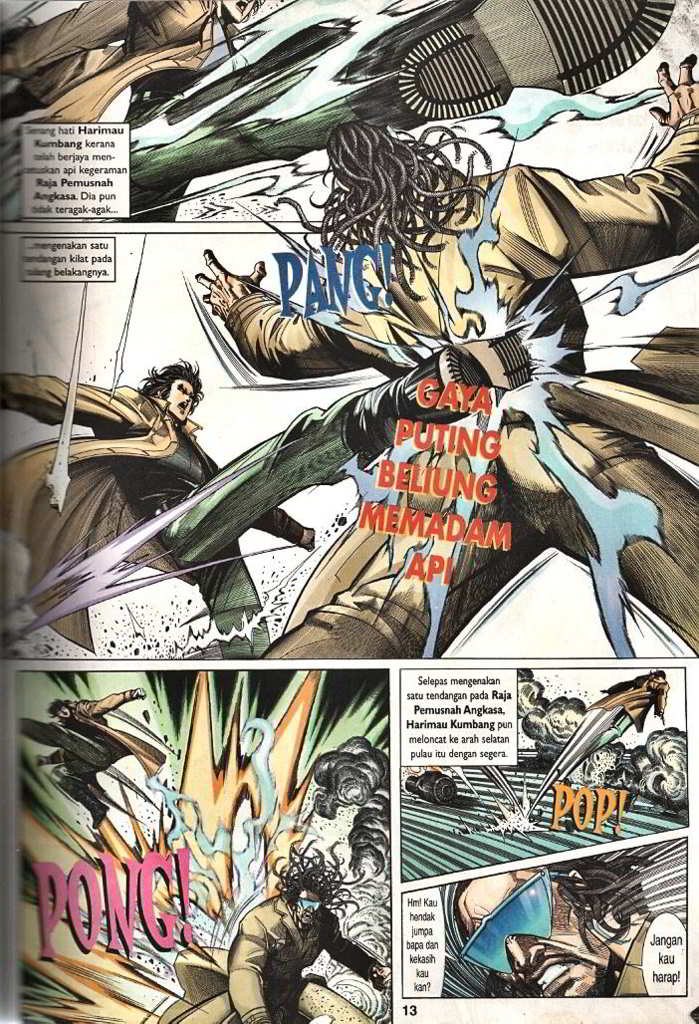 Senang hati Harimau
Kumbang kerana
telah berjaya men-
cetuskan api kegeraman
Raja Pemusnah
Angkasa. Dia pun
tidak teragak-agak...
...mengenakan satu
tendangan kilat pada
tulang belakangnya.
PANG!
GAYA
PUTING
BELIUNG
MEMADAM
API
PONG!
Selepas mengenakan
satu tendangan pada Raja
Pemusnah Angkasa,
Harimau Kumbang pun
meloncat ke arah selatan
pulau itu dengan segera.
POP!
Hm! Kau
hendak
jumpa
bapa dan
kekasih
kau
kan?
Jangan
kau
harap!
13